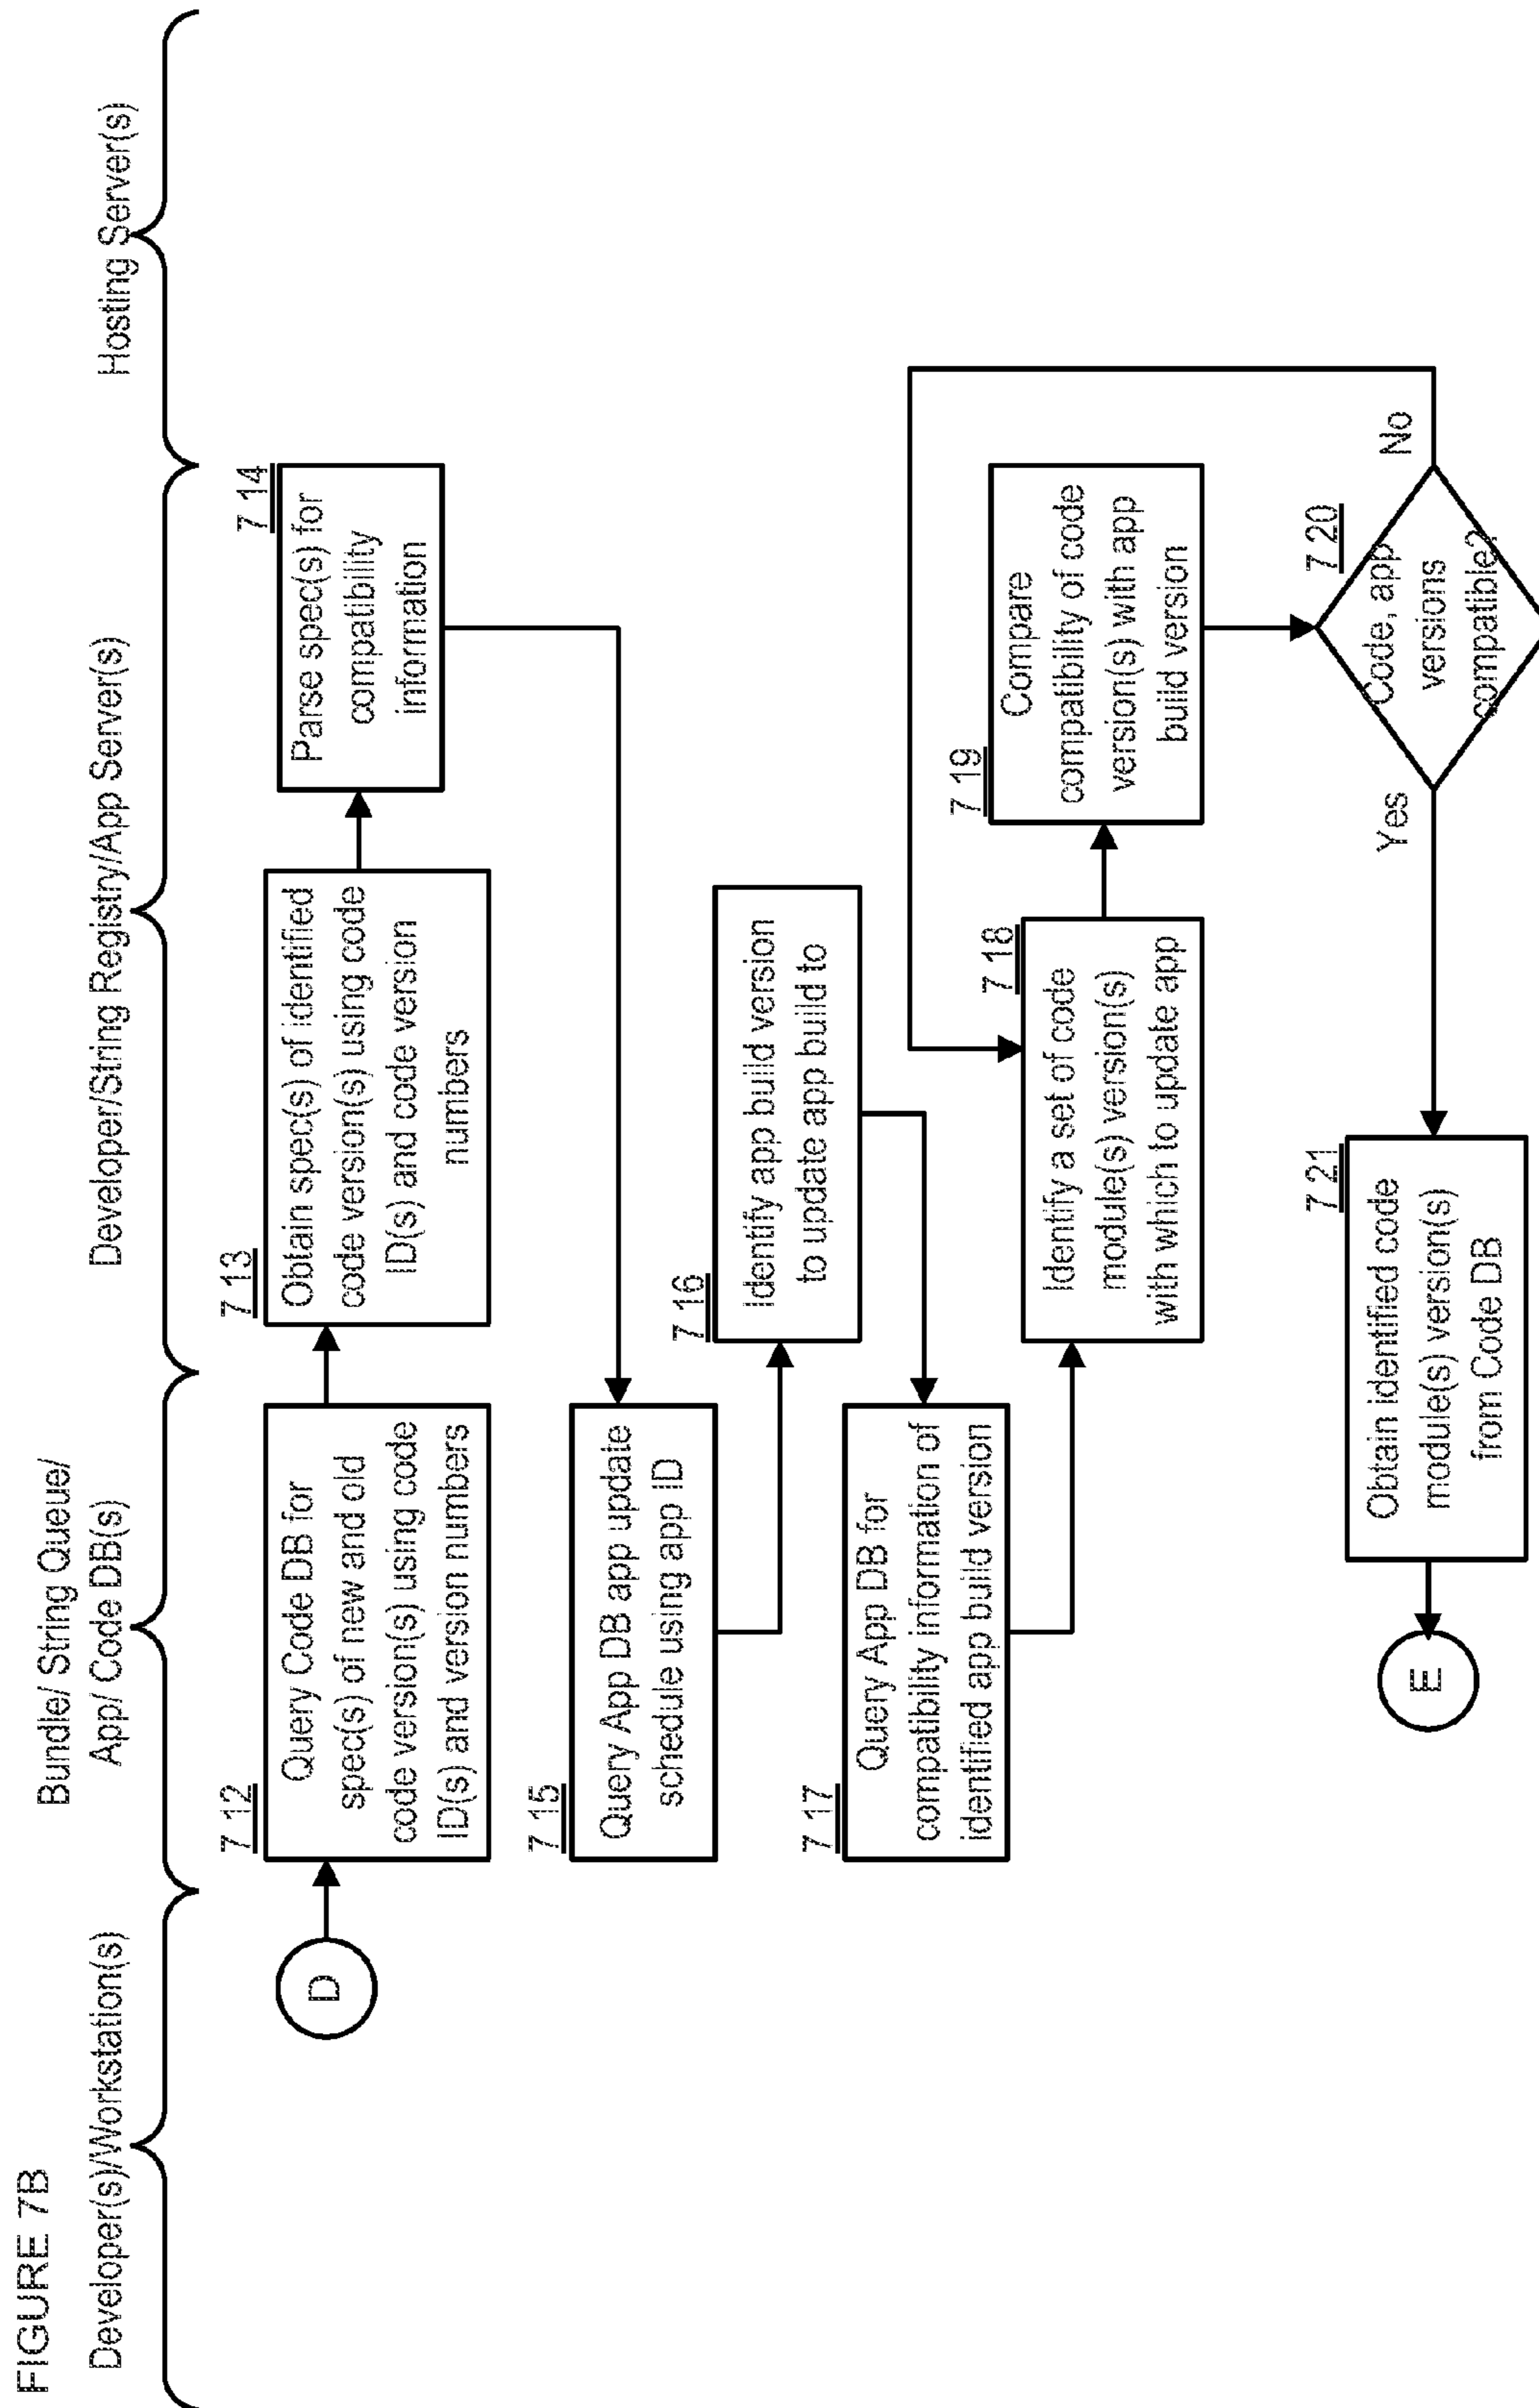 FIGURE 7B
Developer(s)/Workstation(s)
Bundle/ String Queue/
App/ Code DB(s)
Developer/String Registry/App Server(s)
Hosting Server(s)
D
7 12
Query Code DB for
spec(s) of new and old
code version(s) using code
ID(s) and version numbers
7 13
Obtain spec(s) of identified
code version(s) using code
ID(s) and code version
numbers
7 14
Parse spec(s) for
compatibility
information
7 15
Query App DB app update
schedule using app ID
7 16
Identify app build version
to update app build to
7 17
Query App DB for
compatibility information of
identified app build version
7 18
Identify a set of code
module(s) version(s)
with which to update app
7 19
Compare
compatibility of code
version(s) with app
build version
7 20
Code, app
versions
compatible?
No
Yes
7 21
Obtain identified code
module(s) version(s)
from Code DB
E